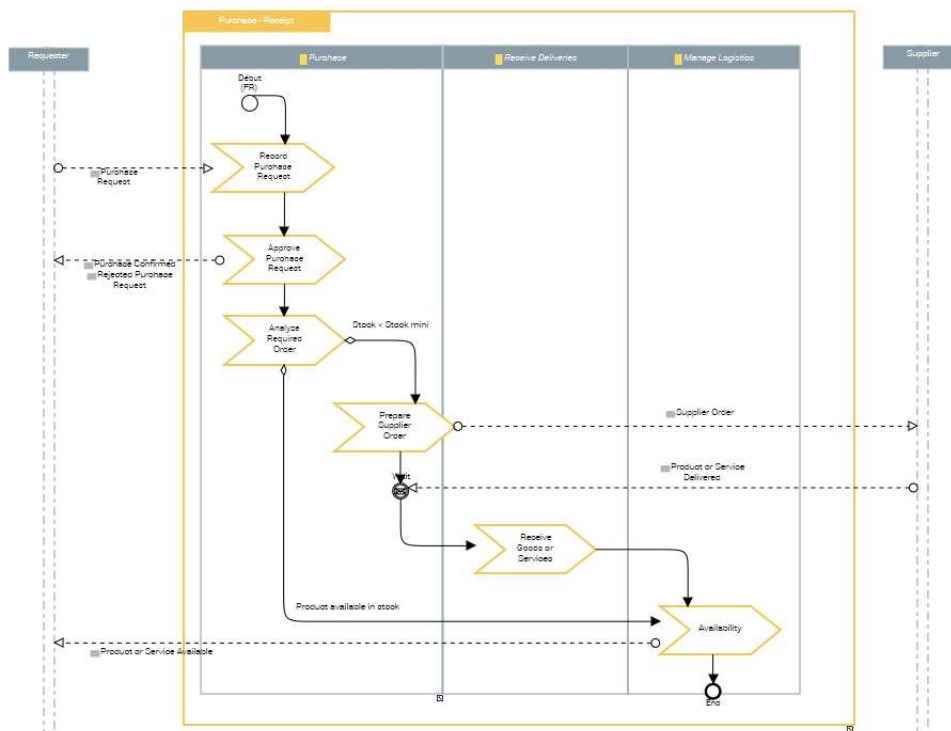 Purchase - Receipt
Requester
Supplier
Purchase
Receive Deliveries
Manage Logistics
Début
(FR)
Record
Purchase
Request
Purchase
Request
Approve
Purchase
Request
Purchase Confirmed
Rejected Purchase
Request
Analyze
Required
Order
Stock < Stock mini
Prepare
Supplier
Order
Supplier Order
Wait
Product or Service
Delivered
Receive
Goods or
Services
Product available in stock
Availability
Product or Service Available
End